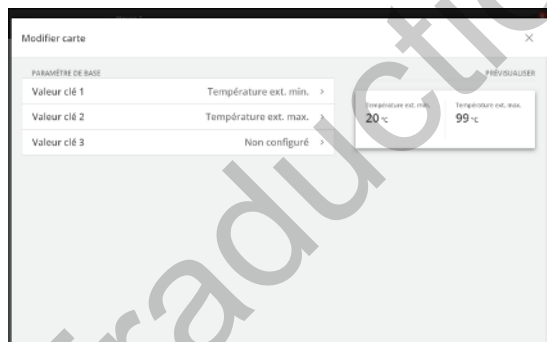 Modifier carte
PARAMÈTRE DE BASE
PRÉVISUALISER
Valeur clé 1 Température ext. min.
Valeur clé 2 Température ext. max.
Valeur clé 3 Non configuré
Température ext. min. Température ext. max.
20 °C 99 °C
Traduction